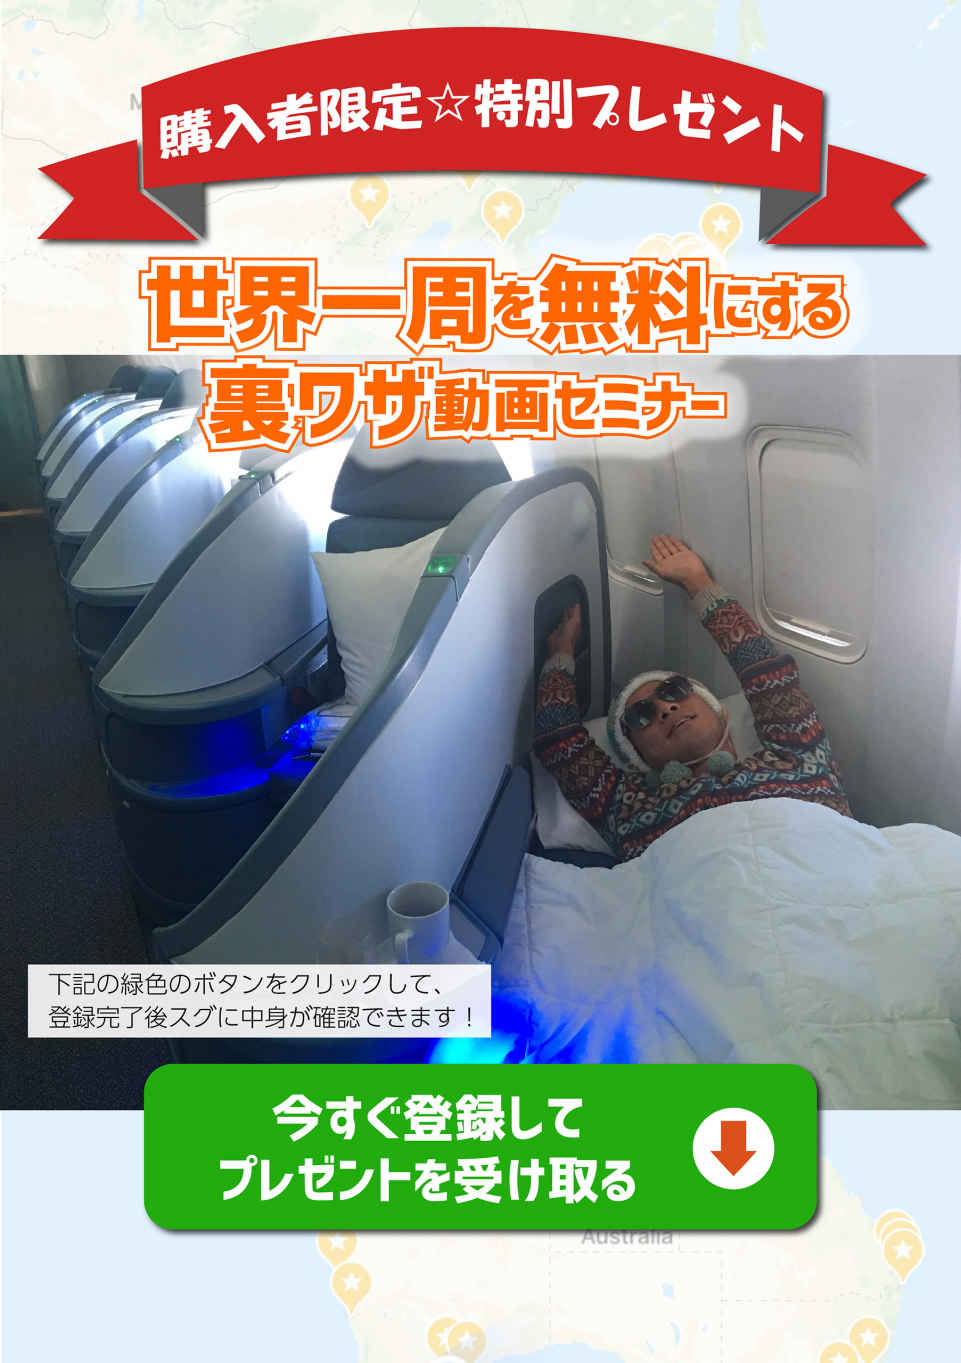 購入者限定☆特別プレゼント
世界一周を無料にする
裏ワザ動画セミナー
下記の緑色のボタンをクリックして、
登録完了後スグに中身が確認できます！
今すぐ登録して
プレゼントを受け取る
Australia